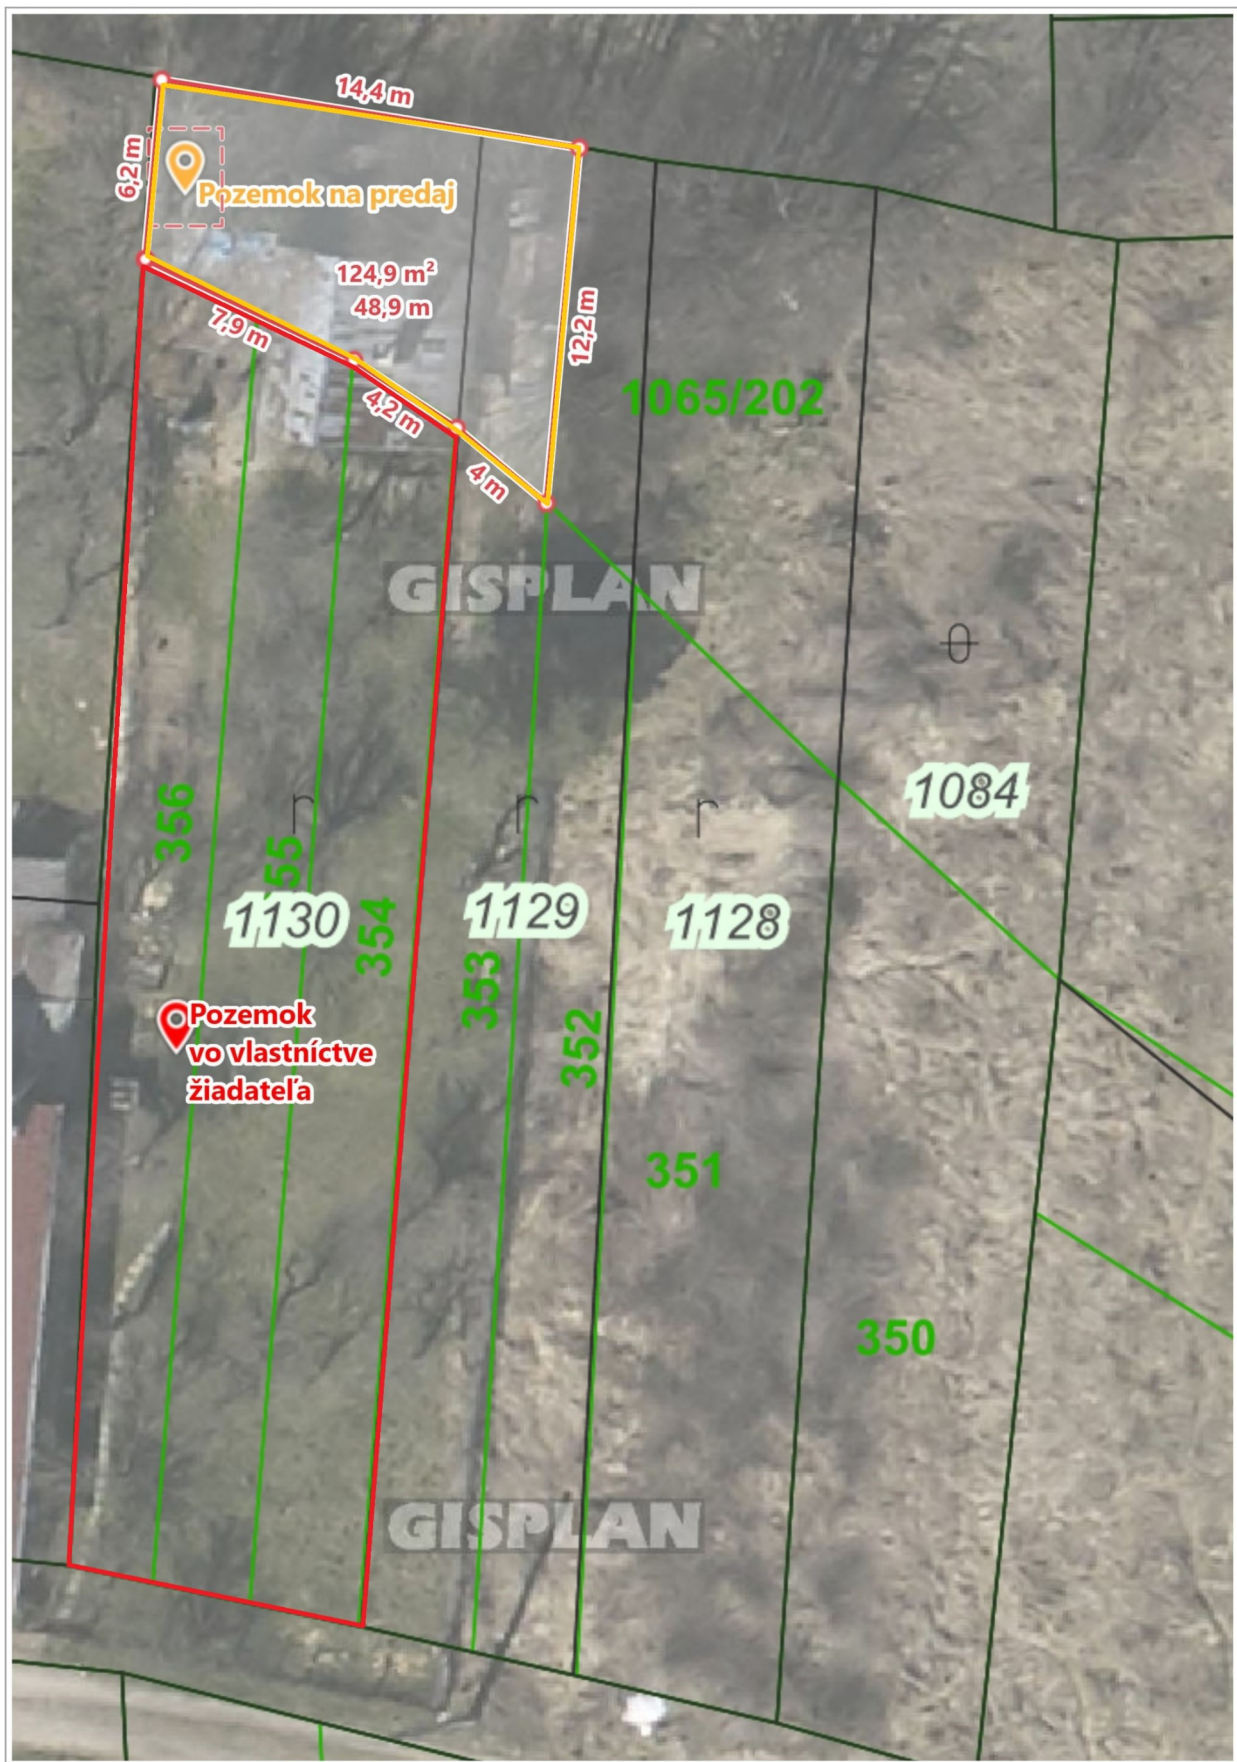 14,4 m
6,2 m
Pozemok na predaj
124,9 m²
48,9 m
7,9 m
12,2 m
4,2 m
4 m
1065/202
GISPLAN
1084
356
r
r
r
55
354
1130
1129
1128
353
352
Pozemok
vo vlastníctve
žiadateľa
351
350
GISPLAN